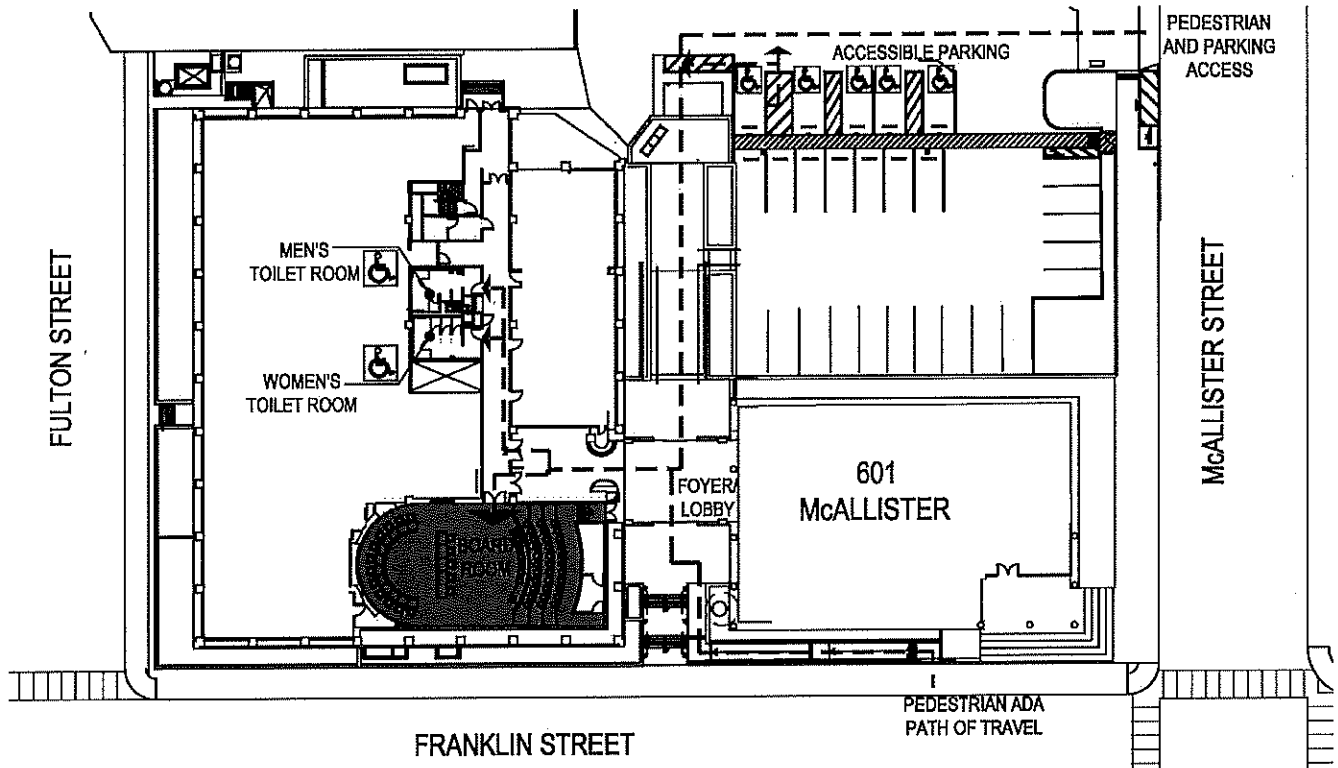 PEDESTRIAN
AND PARKING
ACCESS
ACCESSIBLE PARKING
MEN'S
TOILET ROOM
WOMEN'S
TOILET ROOM
FULTON STREET
McALLISTER STREET
FOYER/
LOBBY
601
McALLISTER
BOARD
ROOM
PEDESTRIAN ADA
PATH OF TRAVEL
FRANKLIN STREET